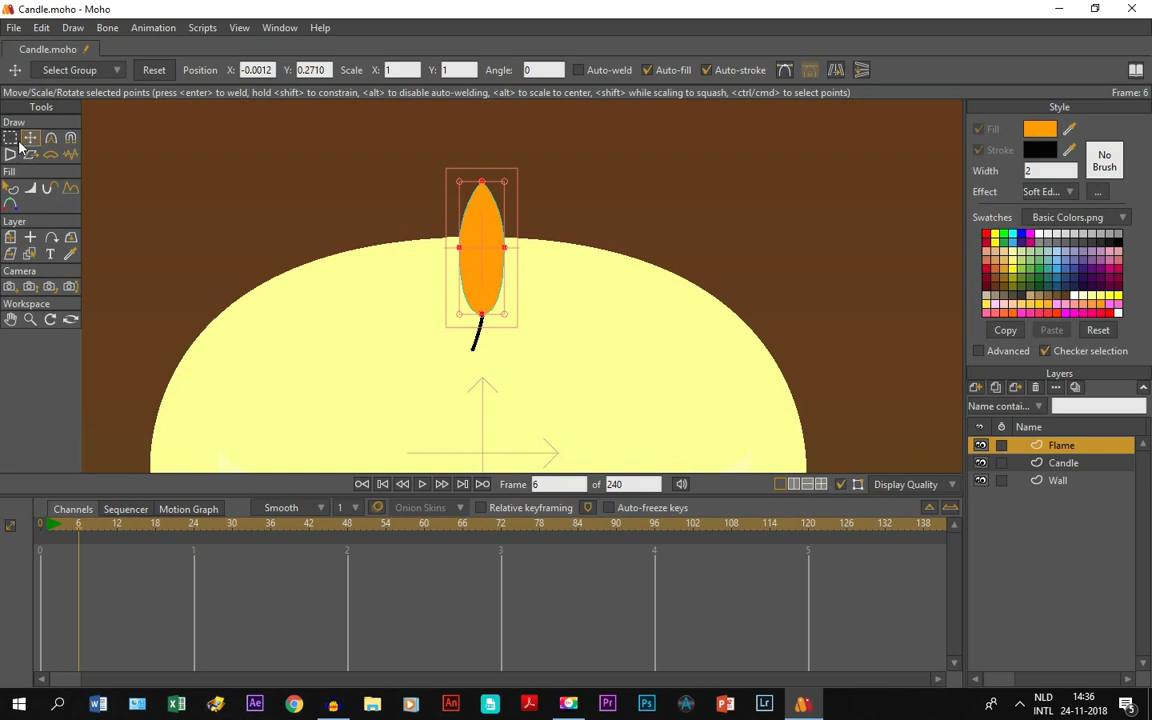 Candle.moho - Moho
File Edit Draw Bone Animation Scripts View Window Help
Candle.moho
Select Group Reset Position X: -0.0012 Y: 0.2710 Scale X: 1 Y: 1 Angle: 0 Auto-weld Auto-fill Auto-stroke
Move/Scale/Rotate selected points (press <enter> to weld, hold <shift> to constrain, <alt> to disable auto-welding, <alt> to scale to center, <shift> while scaling to squash, <ctrl/cmd> to select points) Frame: 6
Tools
Draw
Fill
Layer
Camera
Workspace
Style
Fill
Stroke
No Brush
Width 2
Effect Soft Ed... ...
Swatches Basic Colors.png
Copy Paste Reset
Advanced Checker selection
Layers
Name contai...
Name
Flame
Candle
Wall
Frame 6 of 240 Display Quality
Channels Sequencer Motion Graph Smooth 1 Onion Skins Relative keyframing Auto-freeze keys
0 6 12 18 24 30 36 42 48 54 60 66 72 78 84 90 96 102 108 114 120 126 132 138
0 1 2 3 4 5
NLD 14:36
INTL 24-11-2018 5